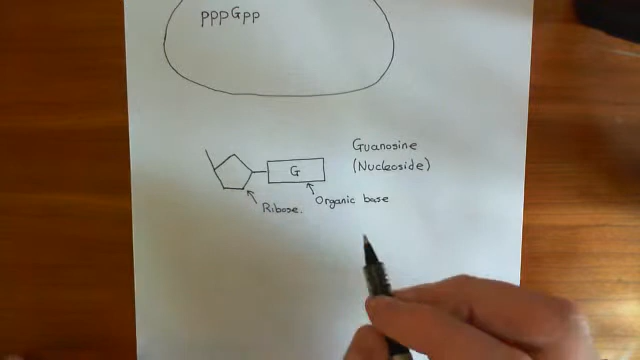 pppGpp
Guanosine
(Nucleoside)
G
Organic base
Ribose.